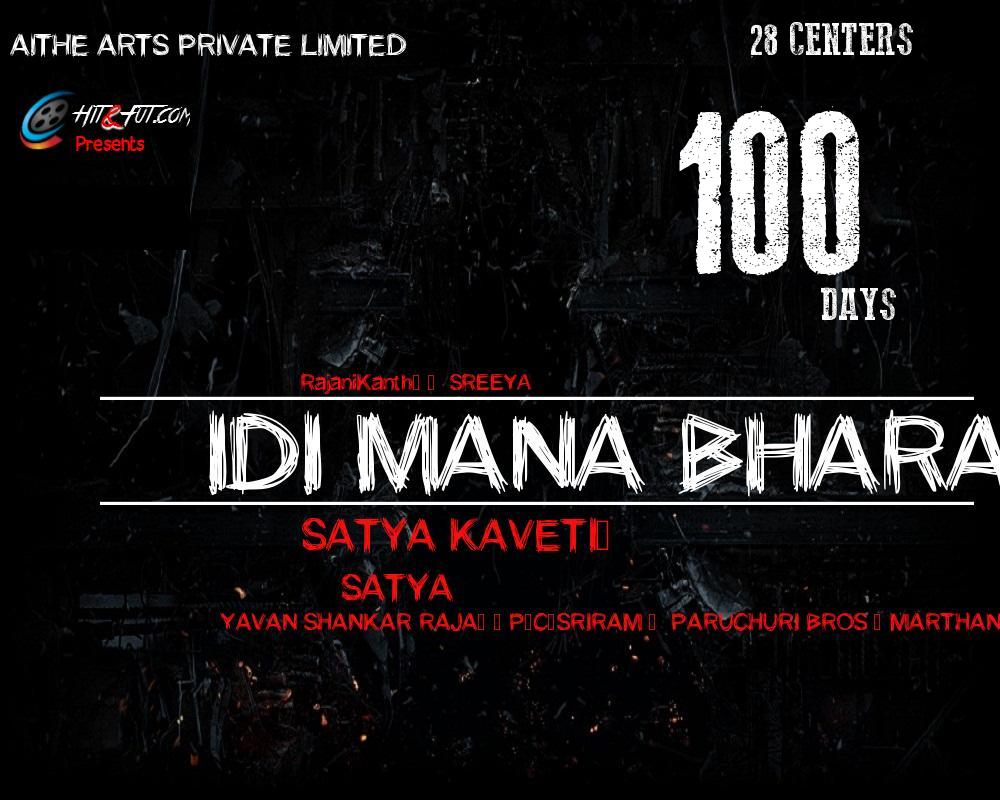 AITHE ARTS PRIVATE LIMITED
28 CENTERS
HIT&FUT.COM
Presents
100
DAYS
RajaniKanth SREEYA
IDI MANA BHARA
SATYA KAVETI
SATYA
YAVAN SHANKAR RAJA P C SRIRAM PARUCHURI BROS MARTHAN